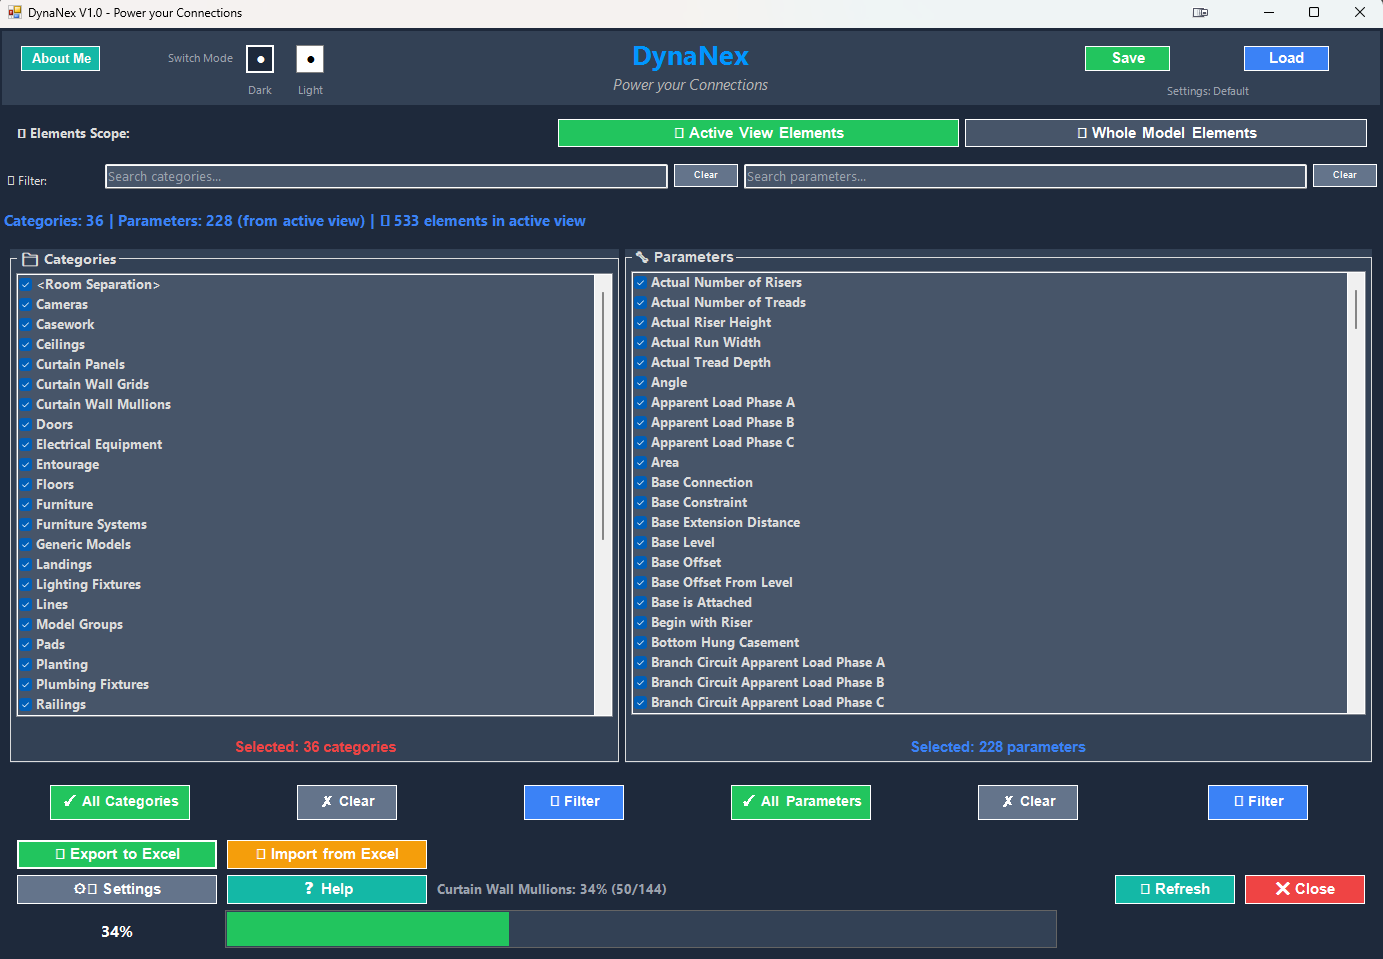 DynaNex V1.0 - Power your Connections
About Me
Switch Mode
Dark
Light
DynaNex
Power your Connections
Save
Load
Settings: Default
Elements Scope:
Active View Elements
Whole Model Elements
Filter:
Search categories...
Clear
Search parameters...
Clear
Categories: 36 | Parameters: 228 (from active view) | 533 elements in active view
Categories
<Room Separation>
Cameras
Casework
Ceilings
Curtain Panels
Curtain Wall Grids
Curtain Wall Mullions
Doors
Electrical Equipment
Entourage
Floors
Furniture
Furniture Systems
Generic Models
Landings
Lighting Fixtures
Lines
Model Groups
Pads
Planting
Plumbing Fixtures
Railings
Selected: 36 categories
Parameters
Actual Number of Risers
Actual Number of Treads
Actual Riser Height
Actual Run Width
Actual Tread Depth
Angle
Apparent Load Phase A
Apparent Load Phase B
Apparent Load Phase C
Area
Base Connection
Base Constraint
Base Extension Distance
Base Level
Base Offset
Base Offset From Level
Base is Attached
Begin with Riser
Bottom Hung Casement
Branch Circuit Apparent Load Phase A
Branch Circuit Apparent Load Phase B
Branch Circuit Apparent Load Phase C
Selected: 228 parameters
✓ All Categories
✗ Clear
Filter
✓ All Parameters
✗ Clear
Filter
Export to Excel
Import from Excel
Settings
? Help
Curtain Wall Mullions: 34% (50/144)
Refresh
Close
34%